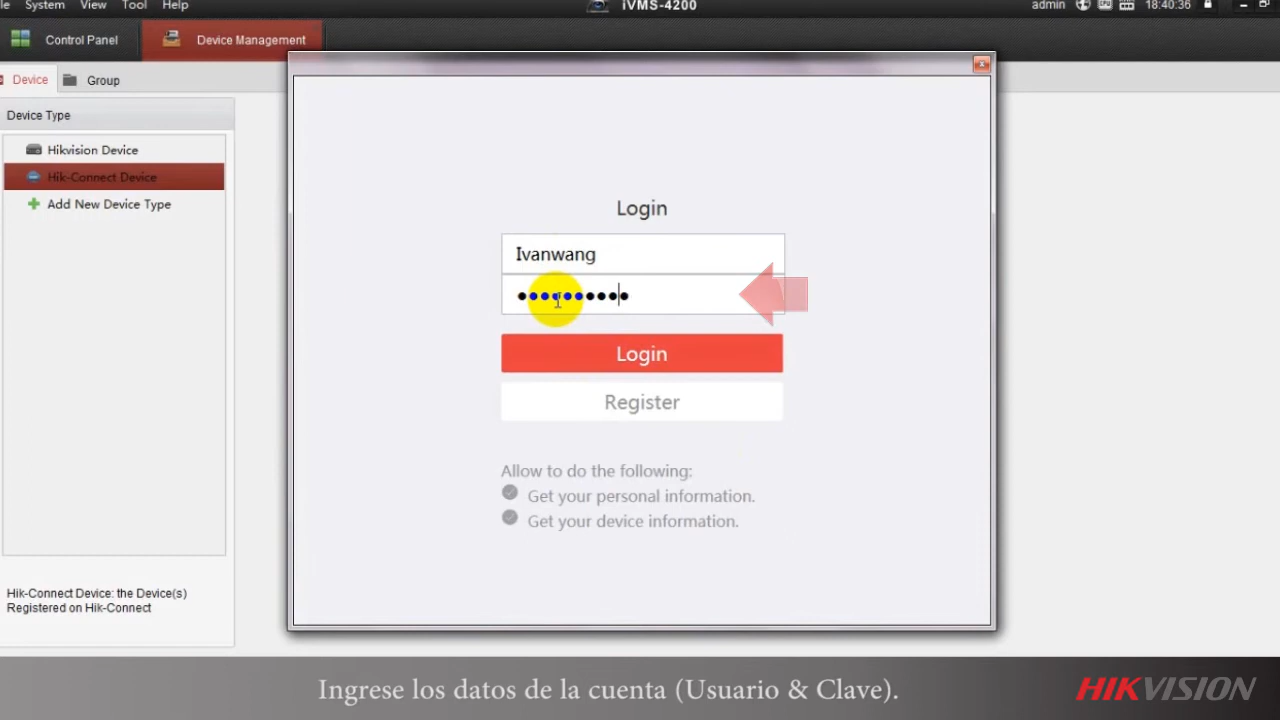 le System View Tool Help
iVMS-4200
admin 18:40:36
Control Panel
Device Management
Device
Group
Device Type
Hikvision Device
Hik-Connect Device
Add New Device Type
Login
Ivanwang
Login
Register
Allow to do the following:
Get your personal information.
Get your device information.
Hik-Connect Device: the Device(s)
Registered on Hik-Connect
Ingrese los datos de la cuenta (Usuario & Clave).
HIKVISION